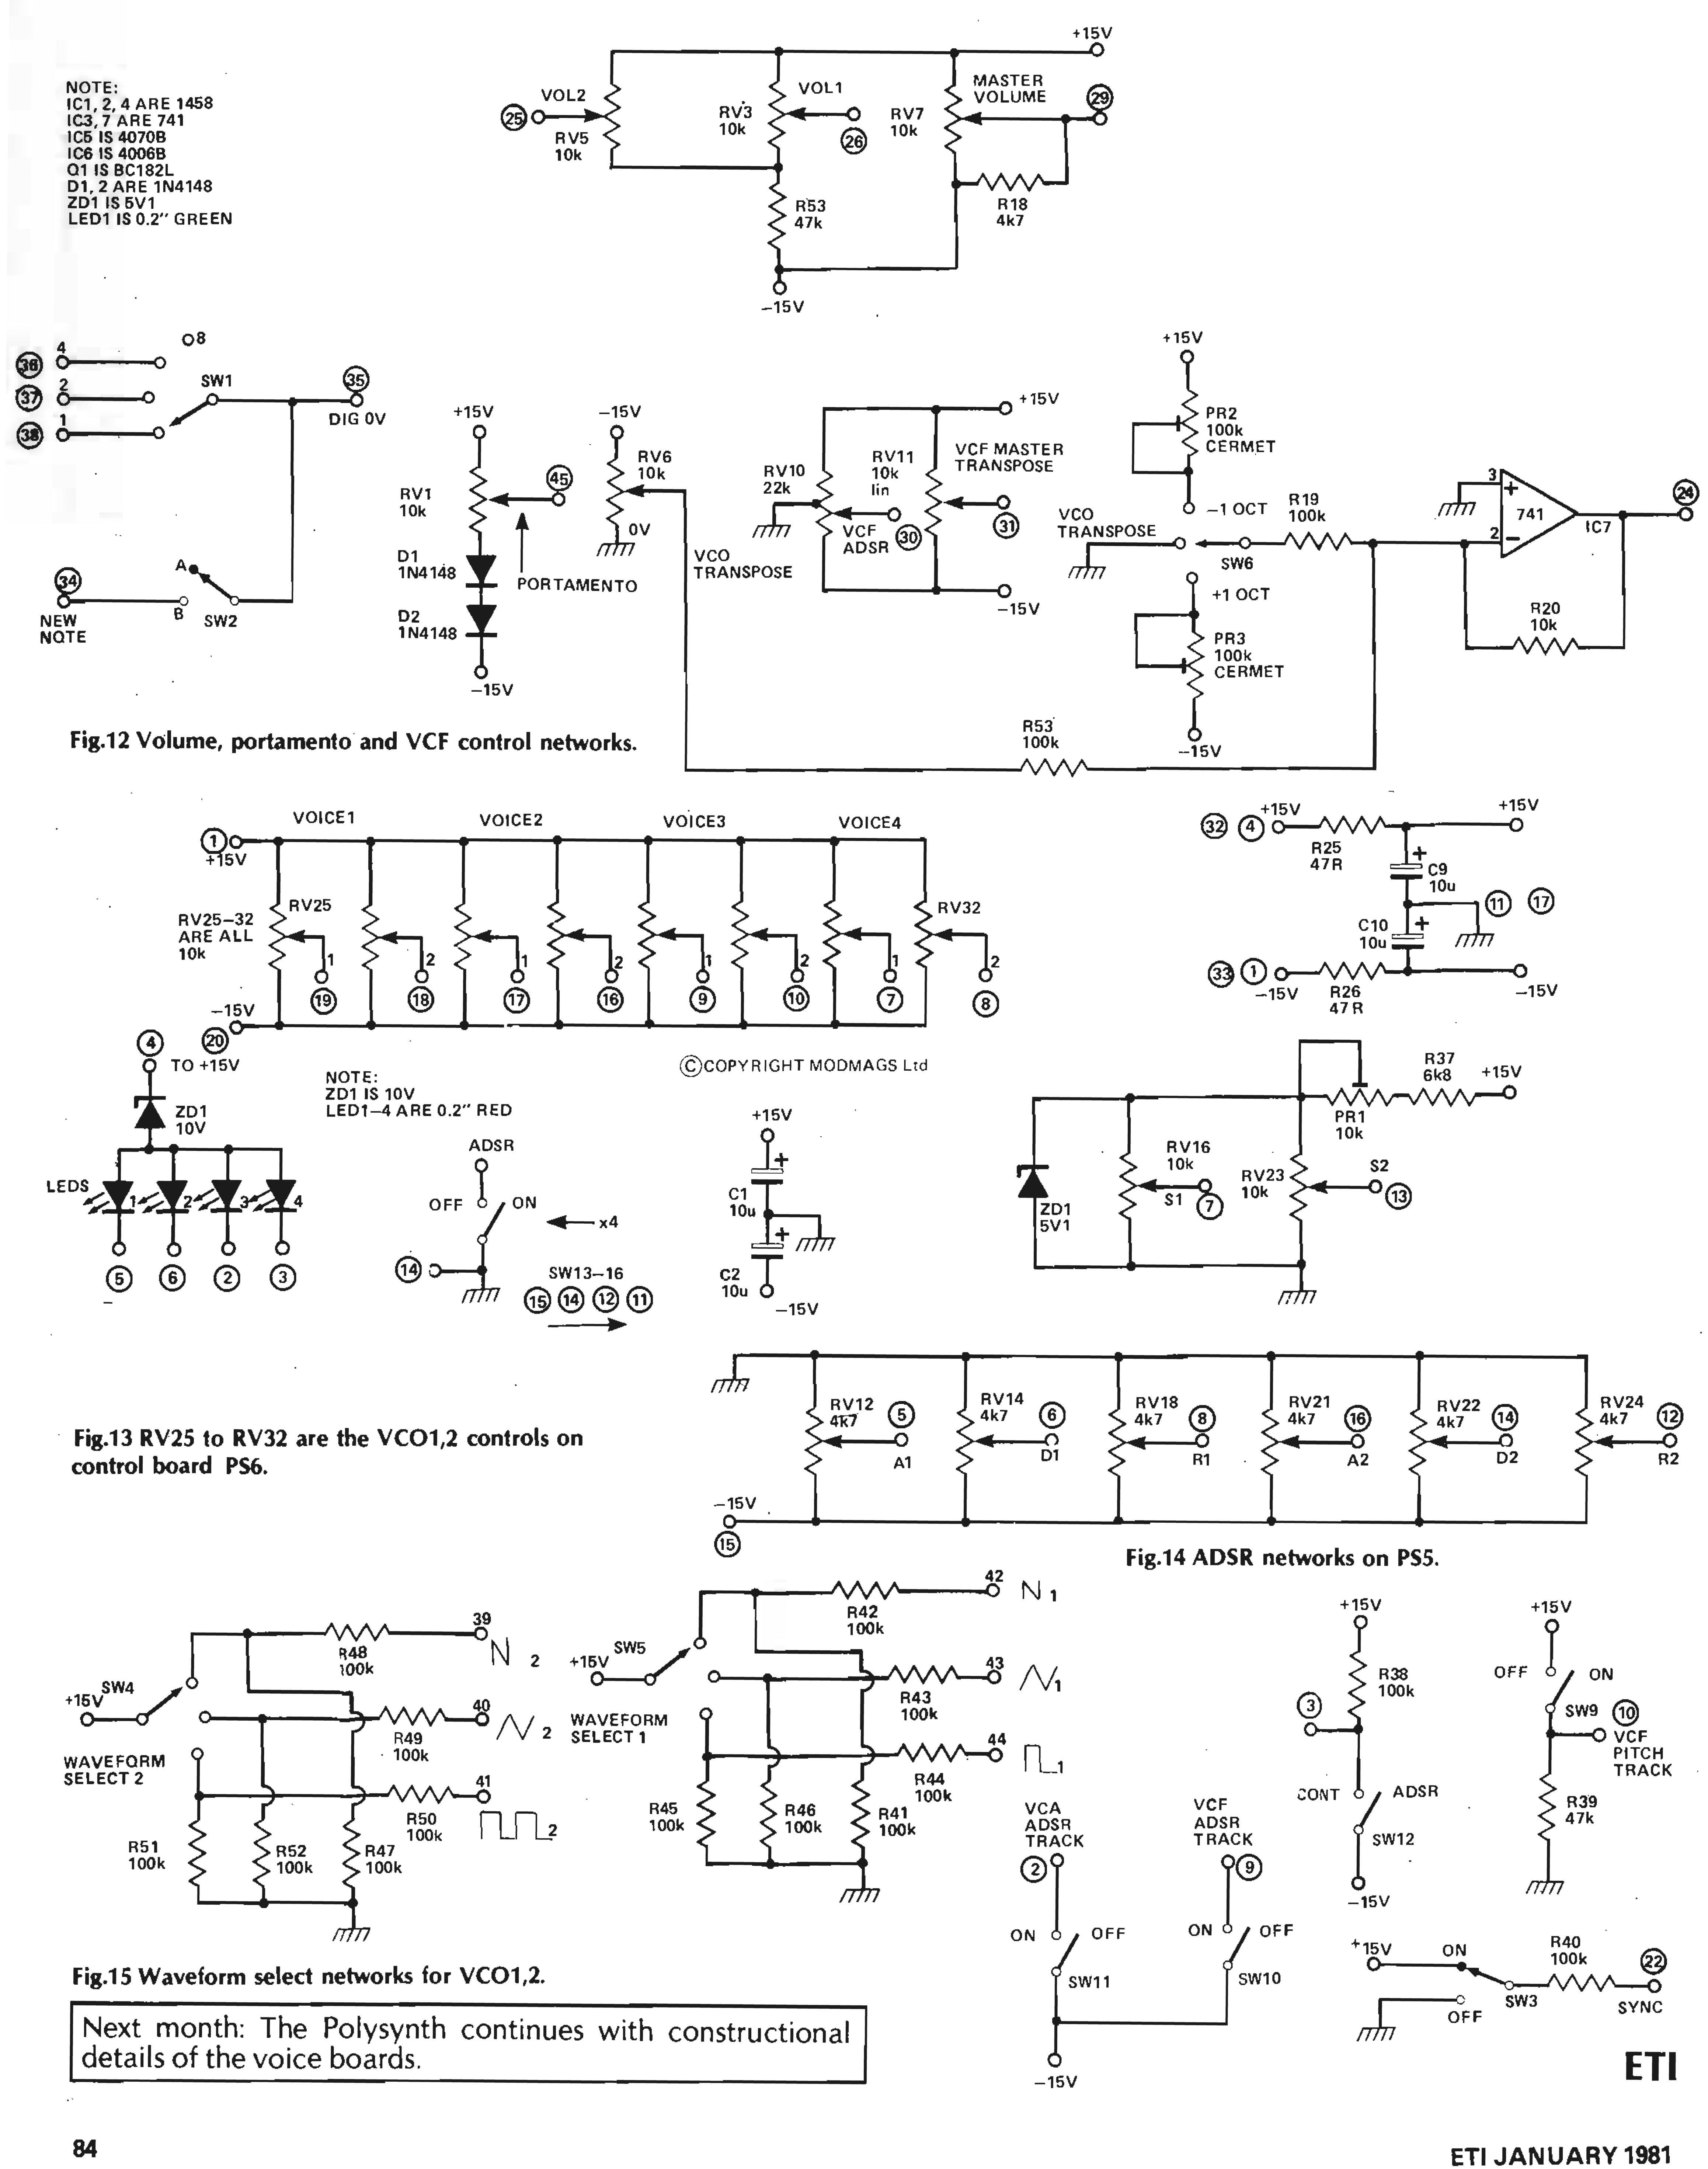 NOTE:
IC1, 2, 4 ARE 1458
IC3, 7 ARE 741
IC5 IS 4070B
IC6 IS 4006B
Q1 IS BC182L
D1, 2 ARE 1N4148
ZD1 IS 5V1
LED1 IS 0.2" GREEN
+15V
VOL2
25
RV5
10k
VOL1
RV3
10k
26
MASTER
VOLUME
RV7
10k
29
R53
47k
R18
4k7
−15V
8
36
4
37
2
38
1
SW1
35
DIG 0V
34
NEW
NOTE
A
B
SW2
+15V
RV1
10k
45
D1
1N4148
PORTAMENTO
D2
1N4148
−15V
−15V
RV6
10k
0V
VCO
TRANSPOSE
RV10
22k
RV11
10k
lin
+15V
VCF MASTER
TRANSPOSE
VCF
ADSR
30
31
−15V
+15V
PR2
100k
CERMET
−1 OCT
VCO
TRANSPOSE
R19
100k
SW6
+1 OCT
PR3
100k
CERMET
−15V
3
+
741
2
−
IC7
24
R20
10k
R53
100k
Fig.12 Volume, portamento and VCF control networks.
VOICE1
VOICE2
VOICE3
VOICE4
1
+15V
RV25
RV25−32
ARE ALL
10k
RV32
1
2
1
2
1
2
1
2
19
18
17
16
9
10
7
8
−15V
20
32
4
+15V
R25
47R
+15V
+
C9
10u
11
17
C10
10u
+
33
1
−15V
R26
47R
−15V
4
TO +15V
ZD1
10V
LEDS
1
2
3
4
5
6
2
3
NOTE:
ZD1 IS 10V
LED1−4 ARE 0.2" RED
©COPYRIGHT MODMAGS Ltd
ADSR
OFF
ON
x4
14
SW13−16
15
14
12
11
+15V
+
C1
10u
+
C2
10u
−15V
R37
6k8
+15V
PR1
10k
RV16
10k
S1
7
RV23
10k
S2
13
ZD1
5V1
RV12
4k7
5
A1
RV14
4k7
6
D1
RV18
4k7
8
R1
RV21
4k7
16
A2
RV22
4k7
14
D2
RV24
4k7
12
R2
−15V
15
Fig.13 RV25 to RV32 are the VCO1,2 controls on
control board PS6.
Fig.14 ADSR networks on PS5.
SW4
+15V
WAVEFORM
SELECT 2
R48
100k
39
2
R49
100k
40
2
R50
100k
41
2
R51
100k
R52
100k
R47
100k
SW5
+15V
WAVEFORM
SELECT 1
R42
100k
42
1
R43
100k
43
1
R44
100k
44
1
R45
100k
R46
100k
R41
100k
+15V
R38
100k
3
CONT
ADSR
SW12
−15V
+15V
OFF
ON
SW9
10
VCF
PITCH
TRACK
R39
47k
VCA
ADSR
TRACK
2
ON
OFF
SW11
VCF
ADSR
TRACK
9
ON
OFF
SW10
−15V
+15V
ON
R40
100k
22
SW3
SYNC
OFF
Fig.15 Waveform select networks for VCO1,2.
Next month: The Polysynth continues with constructional
details of the voice boards.
ETI
84
ETI JANUARY 1981